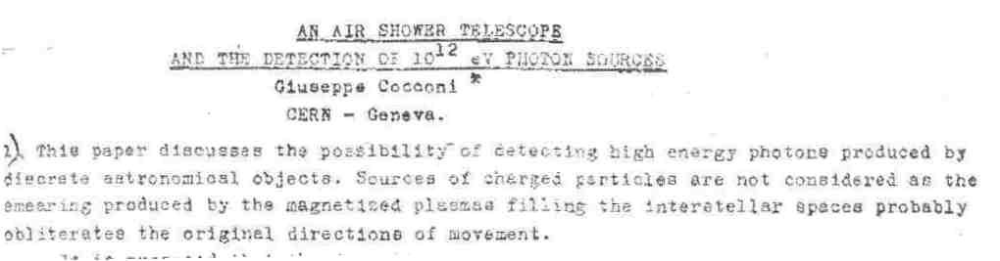 AN AIR SHOWER TELESCOPE
AND THE DETECTION OF 10¹² eV PHOTON SOURCES
Giuseppe Cocconi *
CERN - Geneva.
1) This paper discusses the possibility of detecting high energy photons produced by
discrete astronomical objects. Sources of charged particles are not considered as the
smearing produced by the magnetized plasmas filling the interstellar spaces probably
obliterates the original directions of movement.